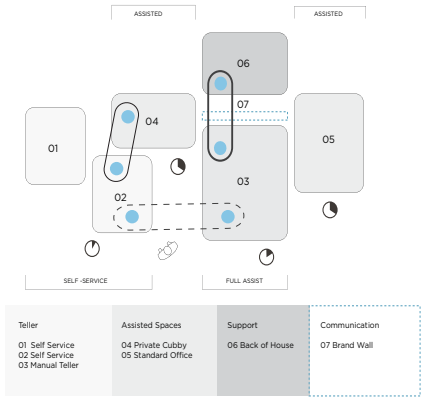 ASSISTED
ASSISTED
06
07
04
01
05
03
02
SELF -SERVICE
FULL ASSIST
Teller
01 Self Service
02 Self Service
03 Manual Teller
Assisted Spaces
04 Private Cubby
05 Standard Office
Support
06 Back of House
Communication
07 Brand Wall